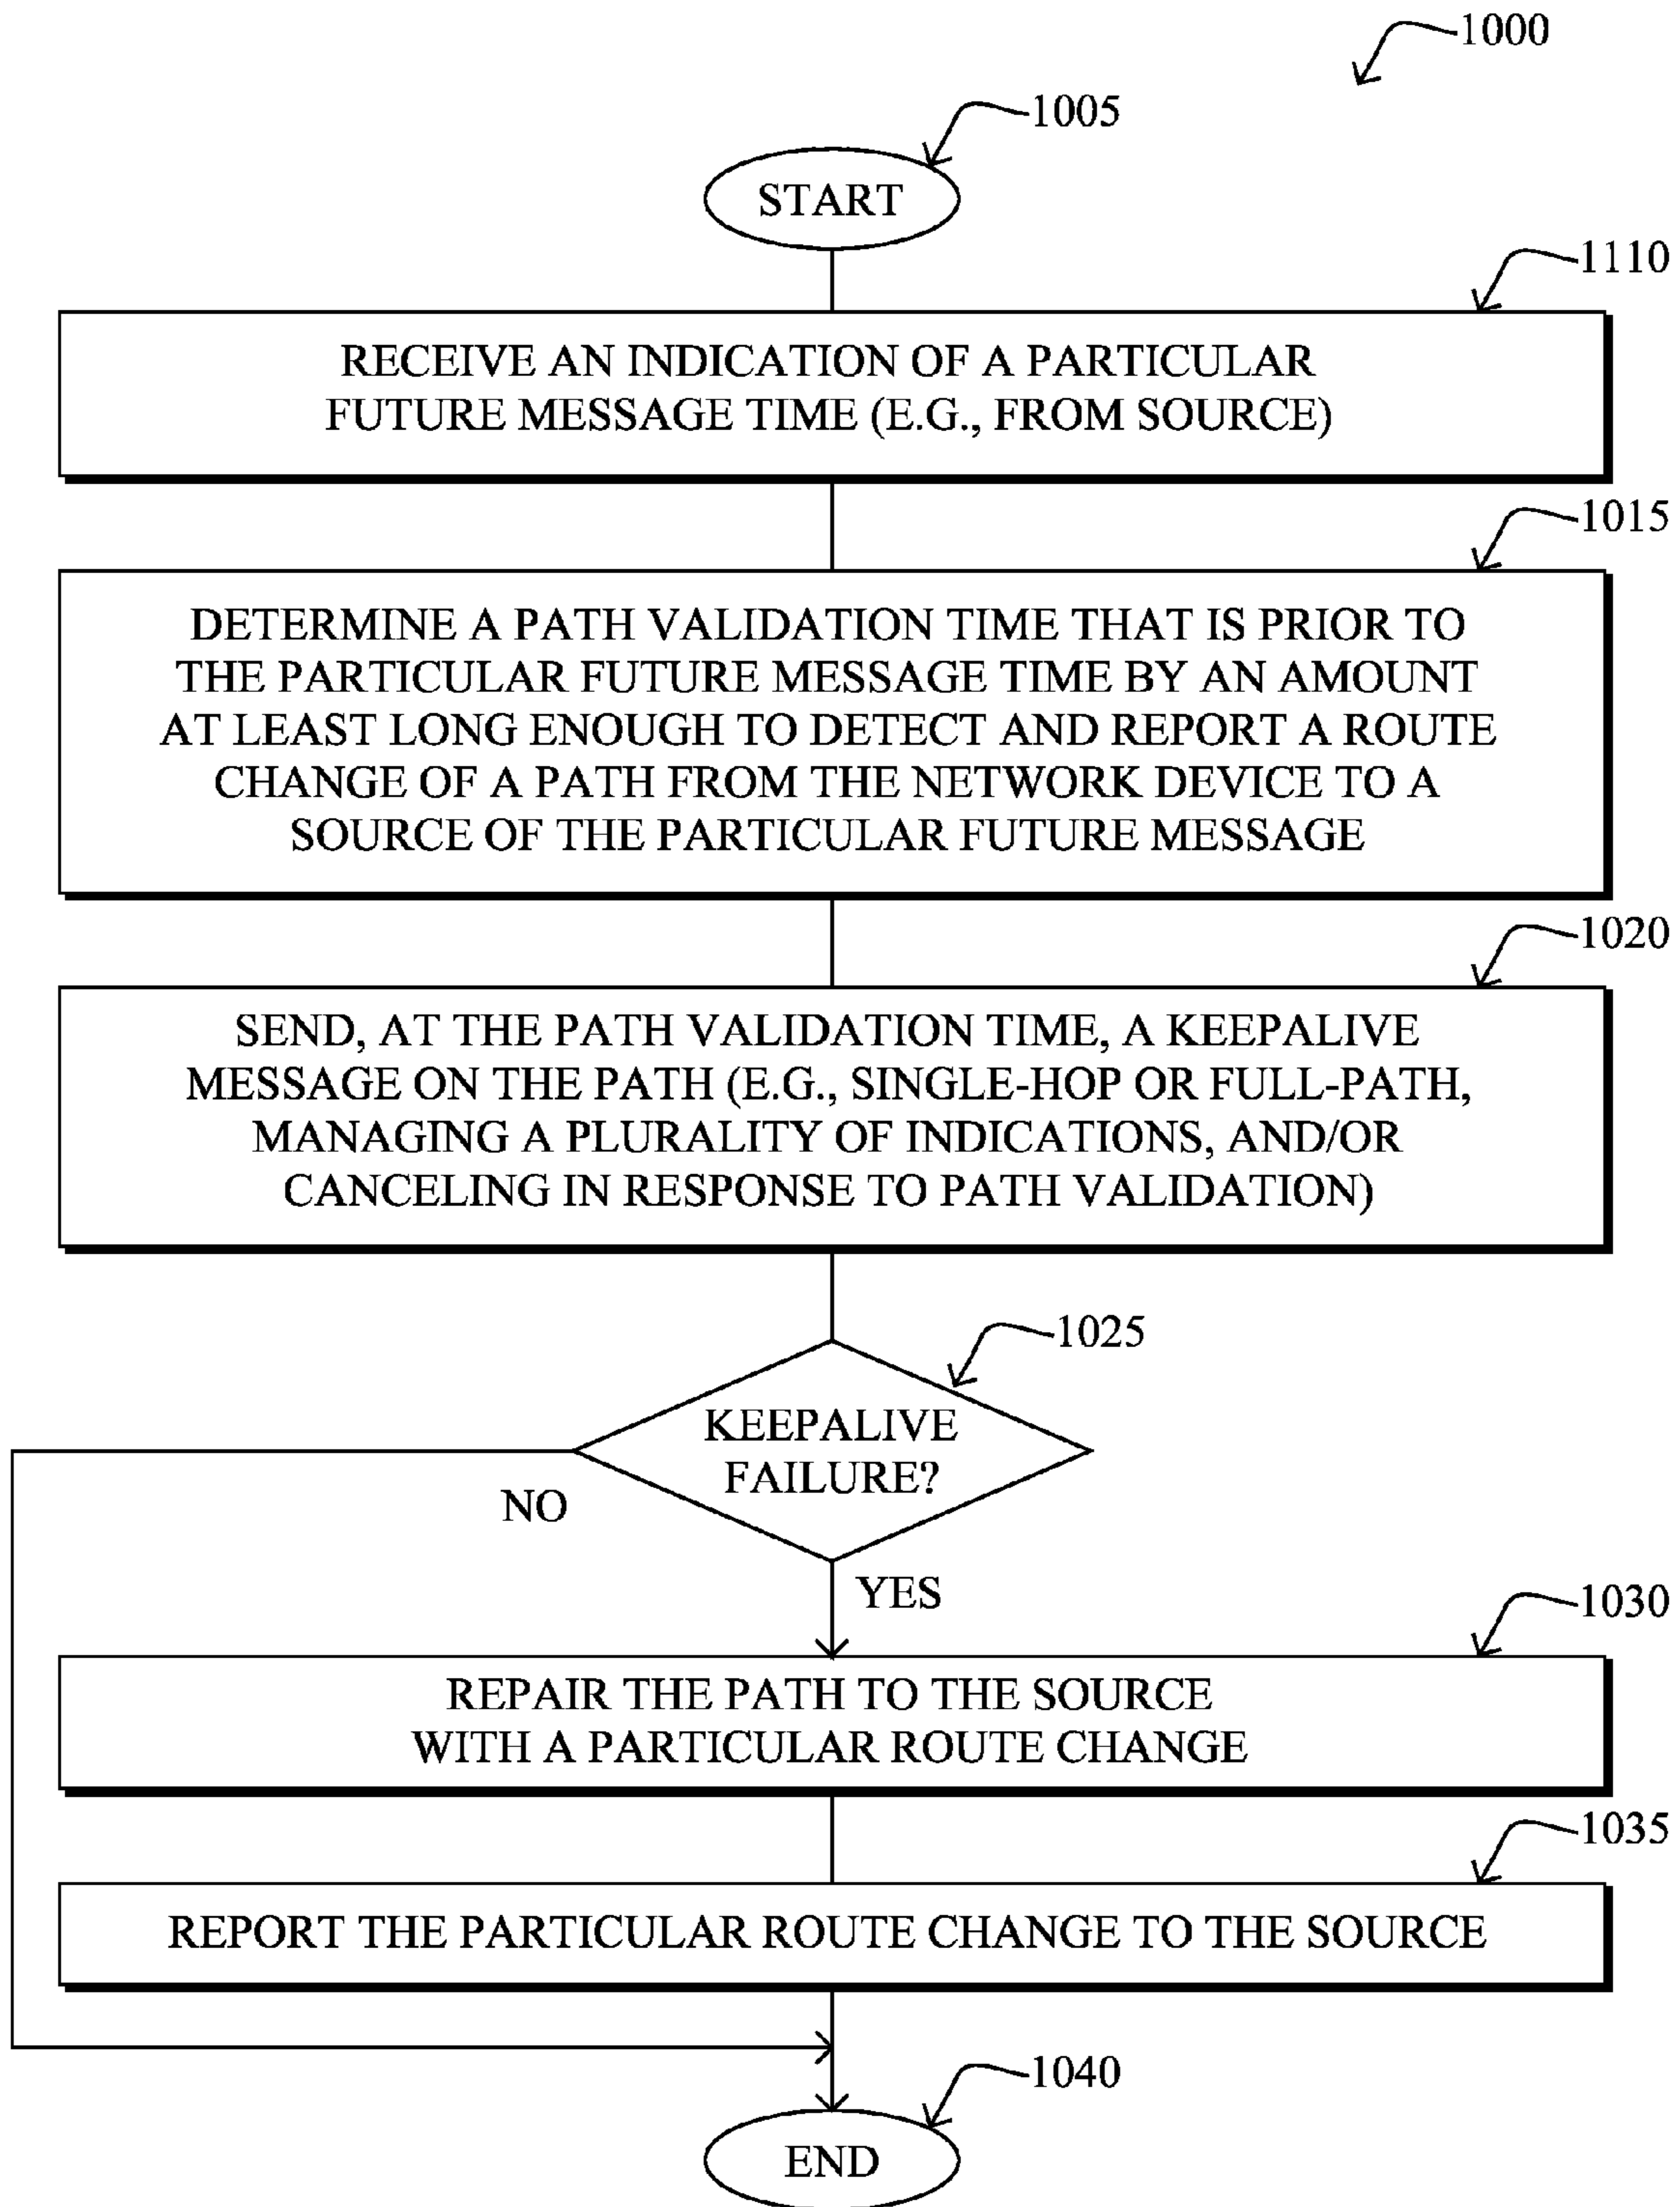 1000
1005
START
1110
RECEIVE AN INDICATION OF A PARTICULAR
FUTURE MESSAGE TIME (E.G., FROM SOURCE)
1015
DETERMINE A PATH VALIDATION TIME THAT IS PRIOR TO
THE PARTICULAR FUTURE MESSAGE TIME BY AN AMOUNT
AT LEAST LONG ENOUGH TO DETECT AND REPORT A ROUTE
CHANGE OF A PATH FROM THE NETWORK DEVICE TO A
SOURCE OF THE PARTICULAR FUTURE MESSAGE
1020
SEND, AT THE PATH VALIDATION TIME, A KEEPALIVE
MESSAGE ON THE PATH (E.G., SINGLE-HOP OR FULL-PATH,
MANAGING A PLURALITY OF INDICATIONS, AND/OR
CANCELING IN RESPONSE TO PATH VALIDATION)
1025
KEEPALIVE
FAILURE?
NO
YES
1030
REPAIR THE PATH TO THE SOURCE
WITH A PARTICULAR ROUTE CHANGE
1035
REPORT THE PARTICULAR ROUTE CHANGE TO THE SOURCE
1040
END